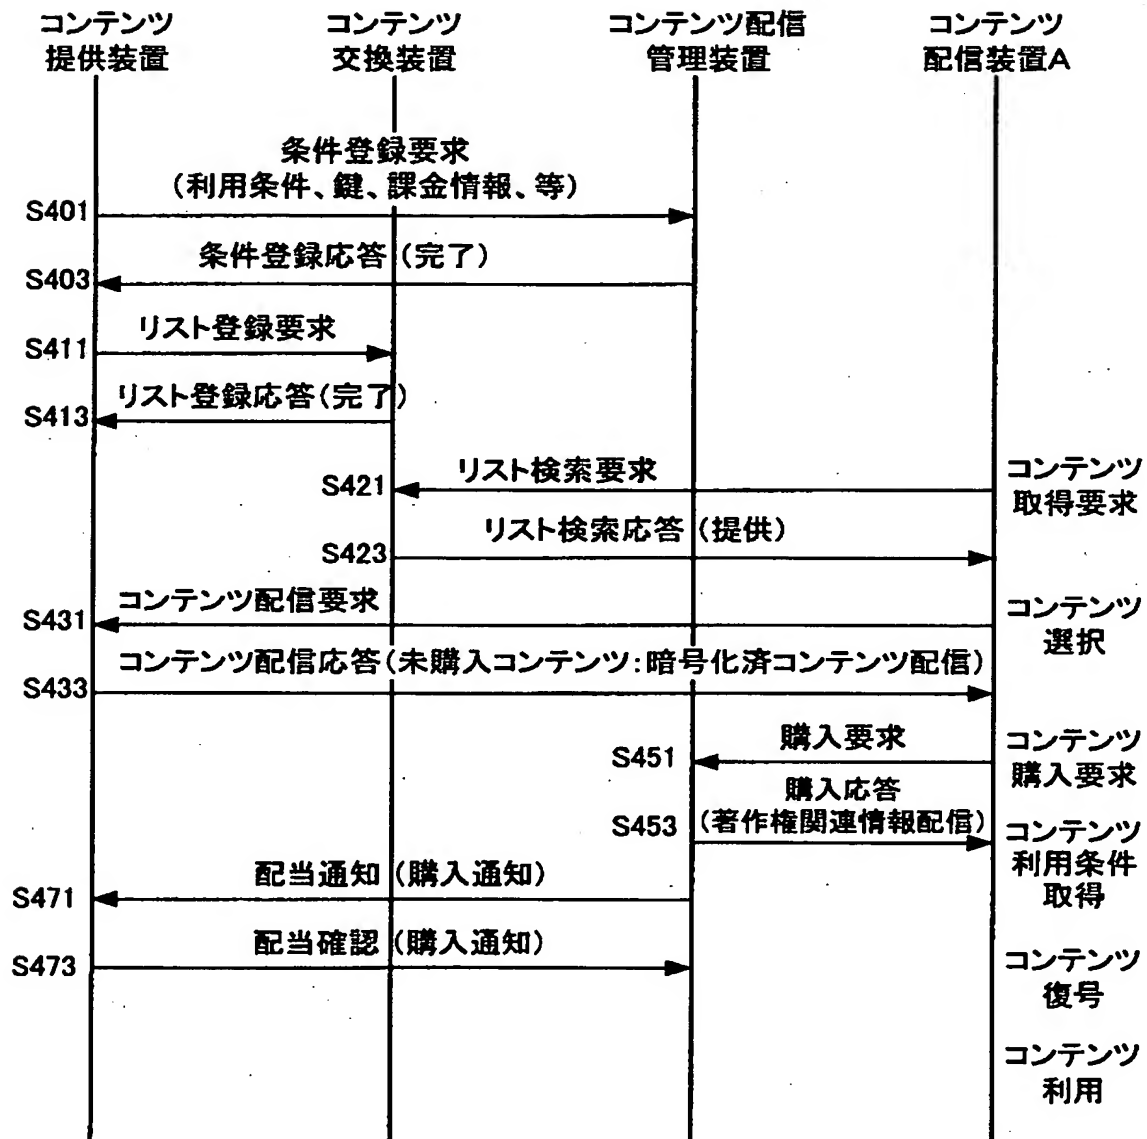 コンテンツ
提供装置
コンテンツ
交換装置
コンテンツ配信
管理装置
コンテンツ
配信装置A
条件登録要求
(利用条件、鍵、課金情報、等)
S401
条件登録応答(完了)
S403
リスト登録要求
S411
リスト登録応答(完了)
S413
リスト検索要求
S421
コンテンツ
取得要求
リスト検索応答(提供)
S423
コンテンツ配信要求
S431
コンテンツ
選択
コンテンツ配信応答(未購入コンテンツ:暗号化済コンテンツ配信)
S433
購入要求
S451
コンテンツ
購入要求
購入応答
(著作権関連情報配信)
S453
コンテンツ
利用条件
取得
配当通知(購入通知)
S471
配当確認(購入通知)
S473
コンテンツ
復号
コンテンツ
利用